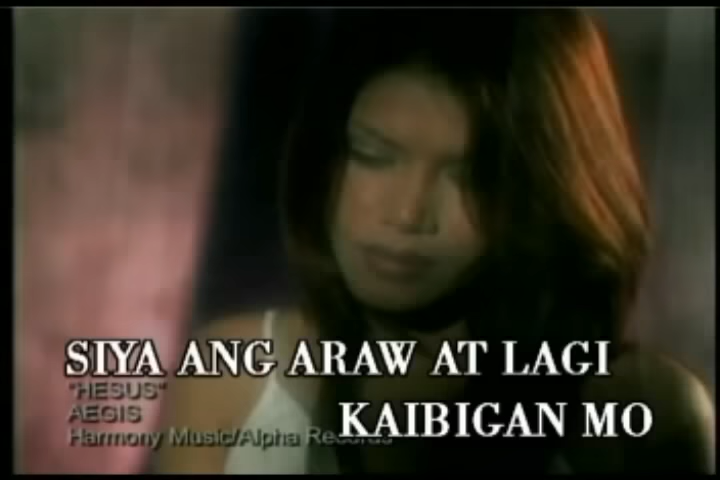 SIYA ANG ARAW AT LAGI
"HESUS"
AEGIS
KAIBIGAN MO
Harmony Music/Alpha Records